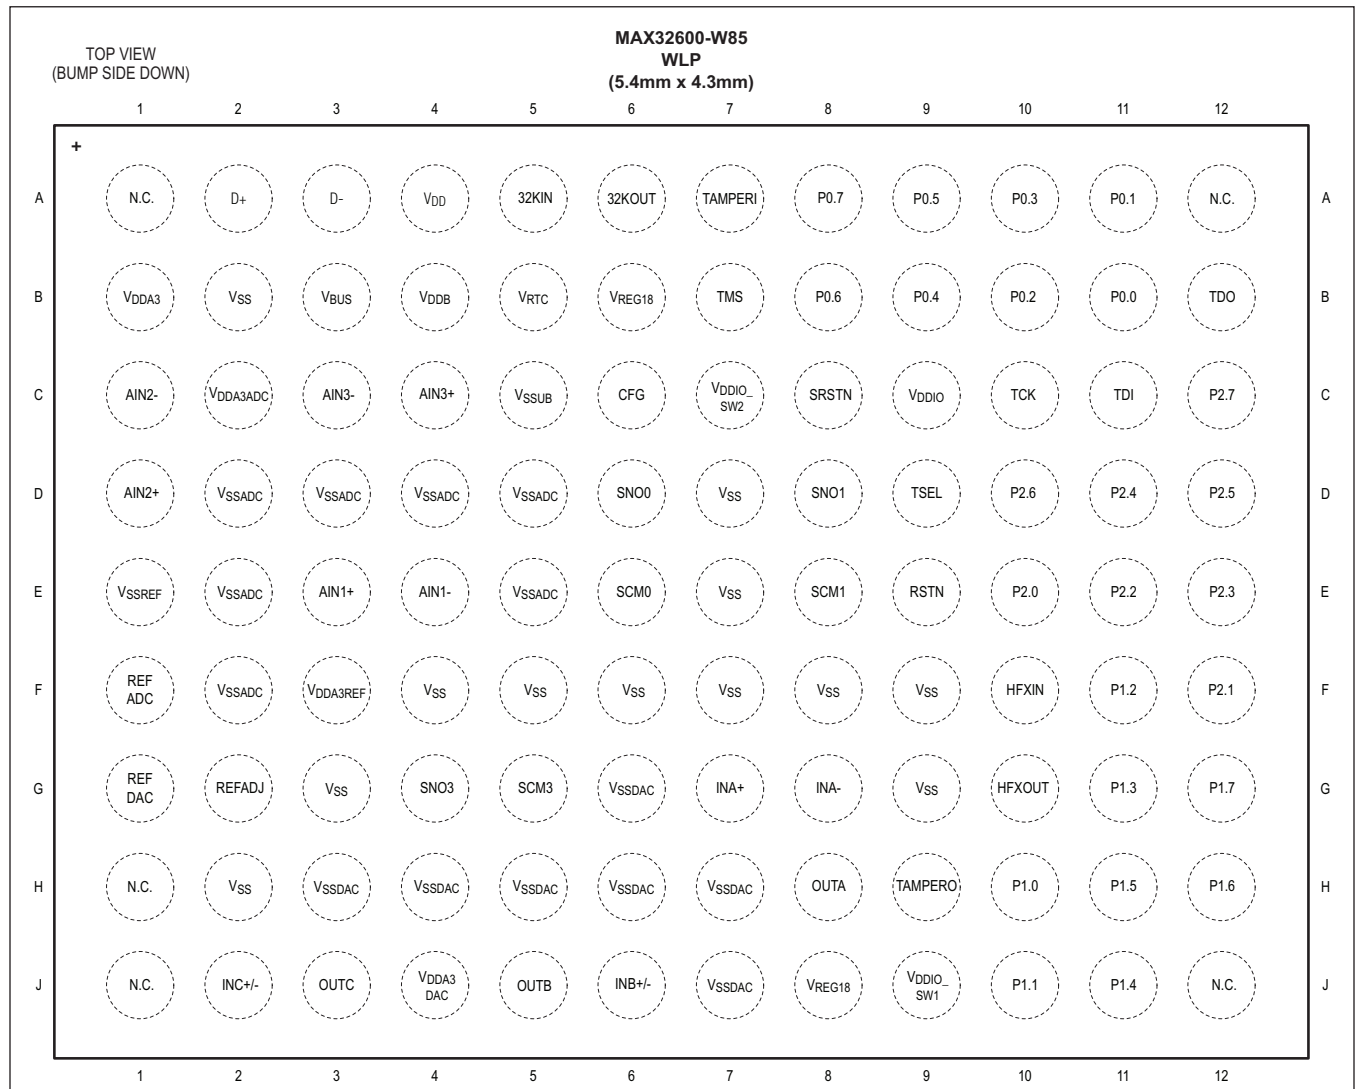 MAX32600-W85
TOP VIEW
WLP
(BUMP SIDE DOWN)
(5.4mm x 4.3mm)
1 2 3 4 5 6 7 8 9 10 11 12
+
A N.C. D+ D- VDD 32KIN 32KOUT TAMPERI P0.7 P0.5 P0.3 P0.1 N.C. A
B VDDA3 VSS VBUS VDDB VRTC VREG18 TMS P0.6 P0.4 P0.2 P0.0 TDO B
C AIN2- VDDA3ADC AIN3- AIN3+ VSSUB CFG VDDIO_SW2 SRSTN VDDIO TCK TDI P2.7 C
D AIN2+ VSSADC VSSADC VSSADC VSSADC SNO0 VSS SNO1 TSEL P2.6 P2.4 P2.5 D
E VSSREF VSSADC AIN1+ AIN1- VSSADC SCM0 VSS SCM1 RSTN P2.0 P2.2 P2.3 E
F REF ADC VSSADC VDDA3REF VSS VSS VSS VSS VSS VSS HFXIN P1.2 P2.1 F
G REF DAC REFADJ VSS SNO3 SCM3 VSSDAC INA+ INA- VSS HFXOUT P1.3 P1.7 G
H N.C. VSS VSSDAC VSSDAC VSSDAC VSSDAC VSSDAC OUTA TAMPERO P1.0 P1.5 P1.6 H
J N.C. INC+/- OUTC VDDA3 DAC OUTB INB+/- VSSDAC VREG18 VDDIO_SW1 P1.1 P1.4 N.C. J
1 2 3 4 5 6 7 8 9 10 11 12